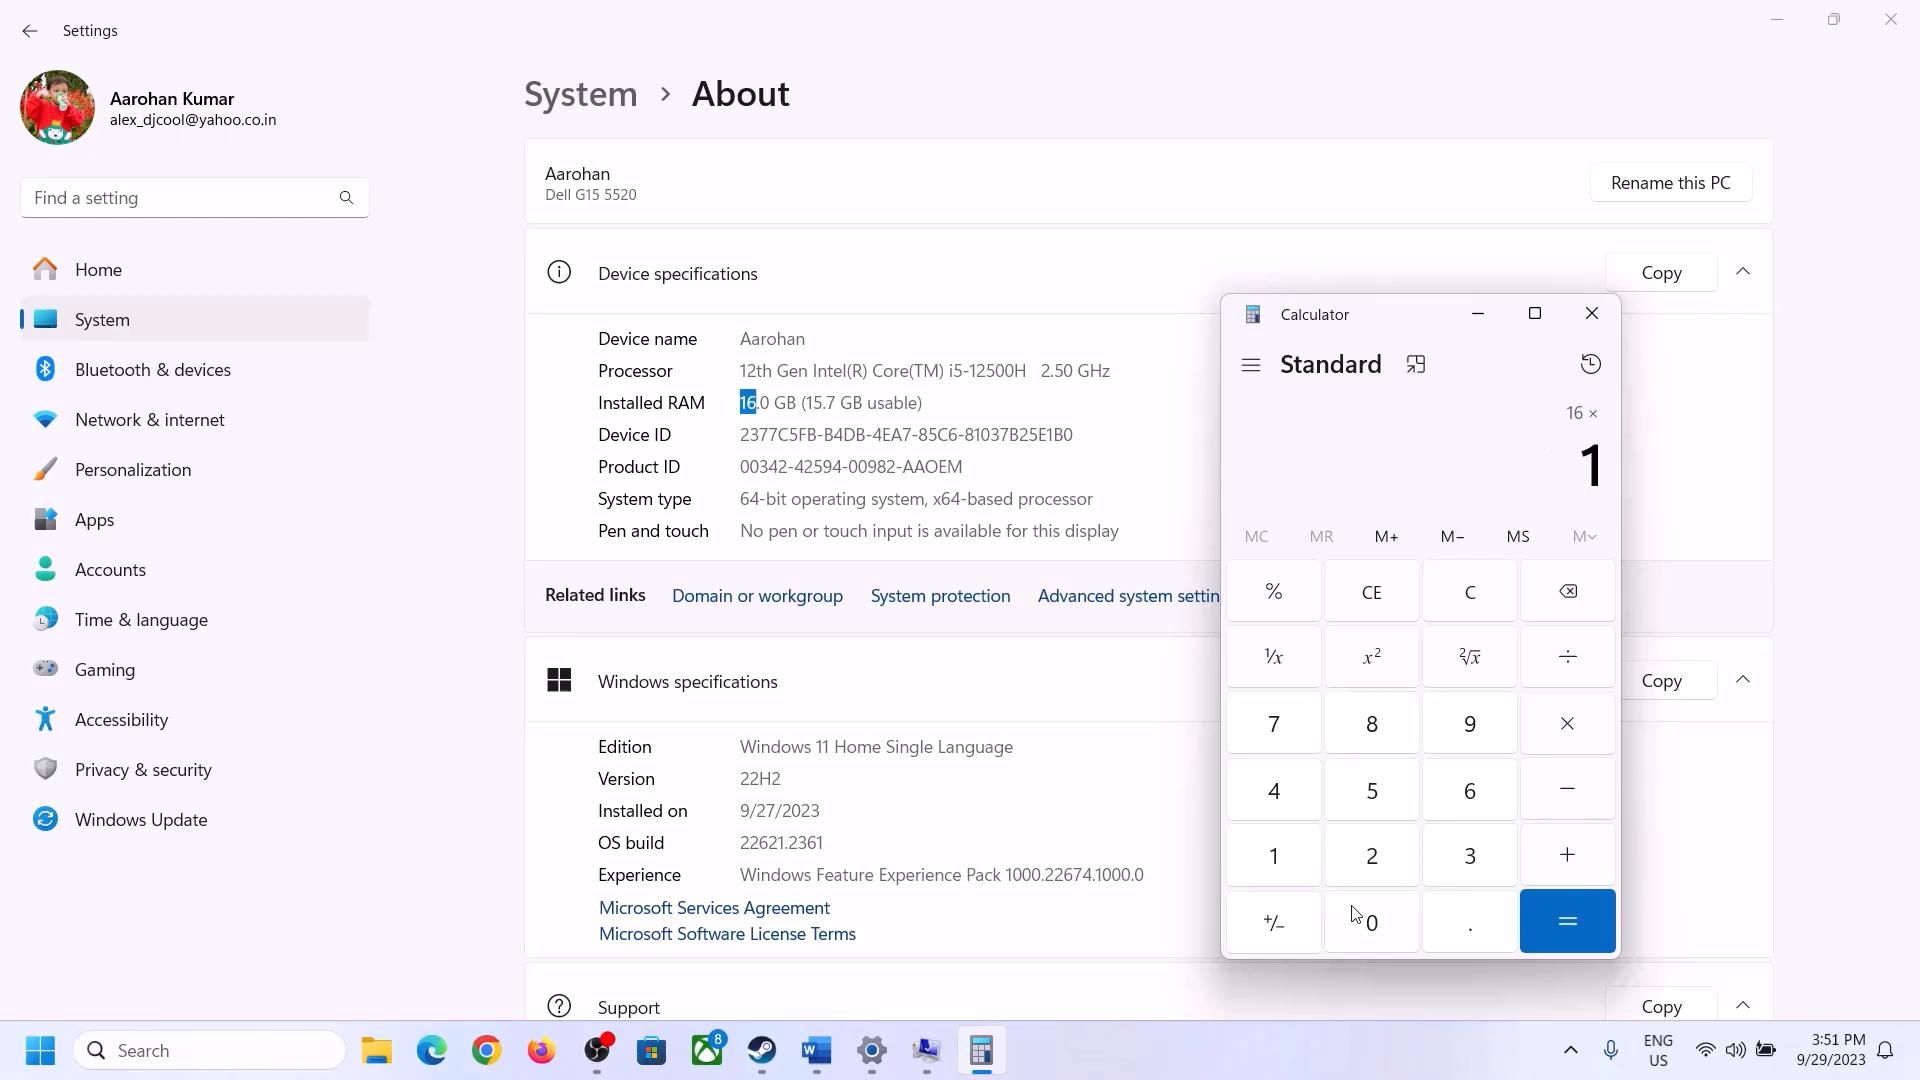 Settings
Aarohan Kumar
alex_djcool@yahoo.co.in
Find a setting
Home
System
Bluetooth & devices
Network & internet
Personalization
Apps
Accounts
Time & language
Gaming
Accessibility
Privacy & security
Windows Update
System > About
Aarohan
Dell G15 5520
Rename this PC
Device specifications
Copy
Device name Aarohan
Processor 12th Gen Intel(R) Core(TM) i5-12500H 2.50 GHz
Installed RAM 16.0 GB (15.7 GB usable)
Device ID 2377C5FB-B4DB-4EA7-85C6-81037B25E1B0
Product ID 00342-42594-00982-AAOEM
System type 64-bit operating system, x64-based processor
Pen and touch No pen or touch input is available for this display
Related links Domain or workgroup System protection Advanced system settin
Windows specifications
Copy
Edition Windows 11 Home Single Language
Version 22H2
Installed on 9/27/2023
OS build 22621.2361
Experience Windows Feature Experience Pack 1000.22674.1000.0
Microsoft Services Agreement
Microsoft Software License Terms
Support
Copy
Calculator
Standard
16 ×
1
MC MR M+ M− MS M
% CE C
¹/x x² ²√x ÷
7 8 9 ×
4 5 6 −
1 2 3 +
+/− 0 . =
Search
8
ENG
US
3:51 PM
9/29/2023